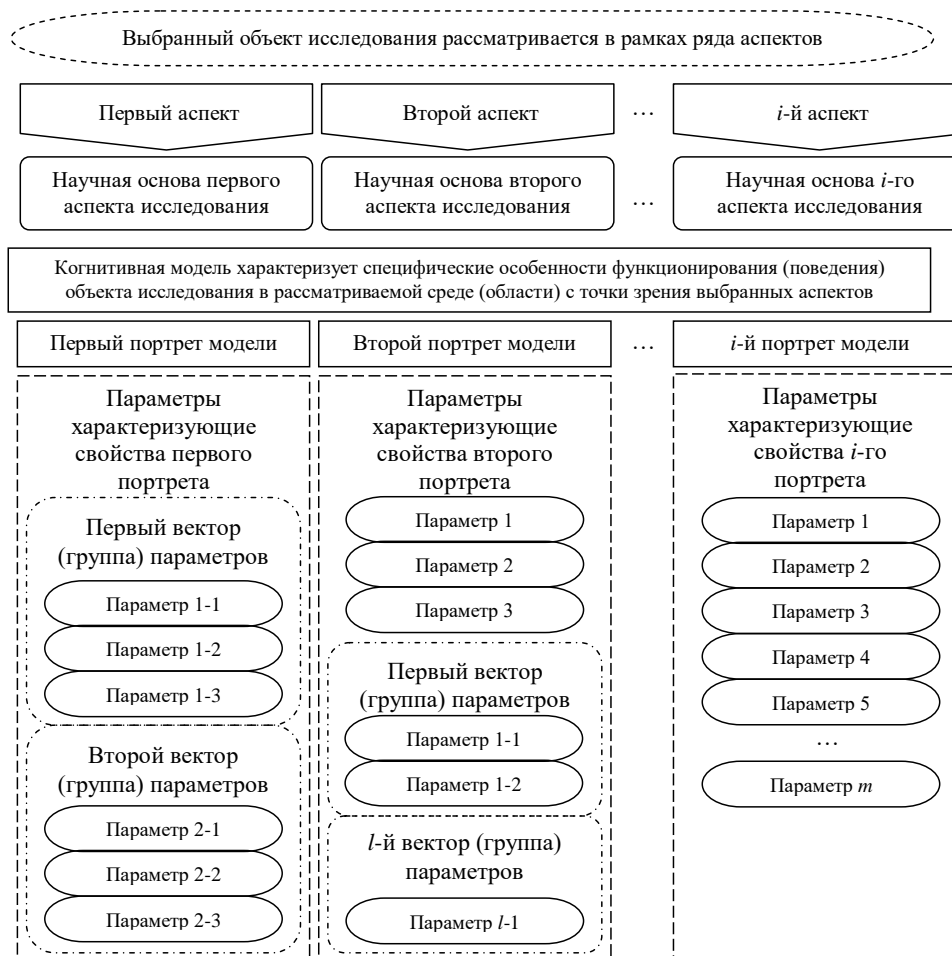 Выбранный объект исследования рассматривается в рамках ряда аспектов
Первый аспект
Второй аспект
…
i-й аспект
Научная основа первого
аспекта исследования
Научная основа второго
аспекта исследования
…
Научная основа i-го
аспекта исследования
Когнитивная модель характеризует специфические особенности функционирования (поведения)
объекта исследования в рассматриваемой среде (области) с точки зрения выбранных аспектов
Первый портрет модели
Второй портрет модели
…
i-й портрет модели
Параметры
характеризующие
свойства первого
портрета
Первый вектор
(группа) параметров
Параметр 1-1
Параметр 1-2
Параметр 1-3
Второй вектор
(группа) параметров
Параметр 2-1
Параметр 2-2
Параметр 2-3
Параметры
характеризующие
свойства второго
портрета
Параметр 1
Параметр 2
Параметр 3
Первый вектор
(группа) параметров
Параметр 1-1
Параметр 1-2
l-й вектор (группа)
параметров
Параметр l-1
Параметры
характеризующие
свойства i-го
портрета
Параметр 1
Параметр 2
Параметр 3
Параметр 4
Параметр 5
…
Параметр m